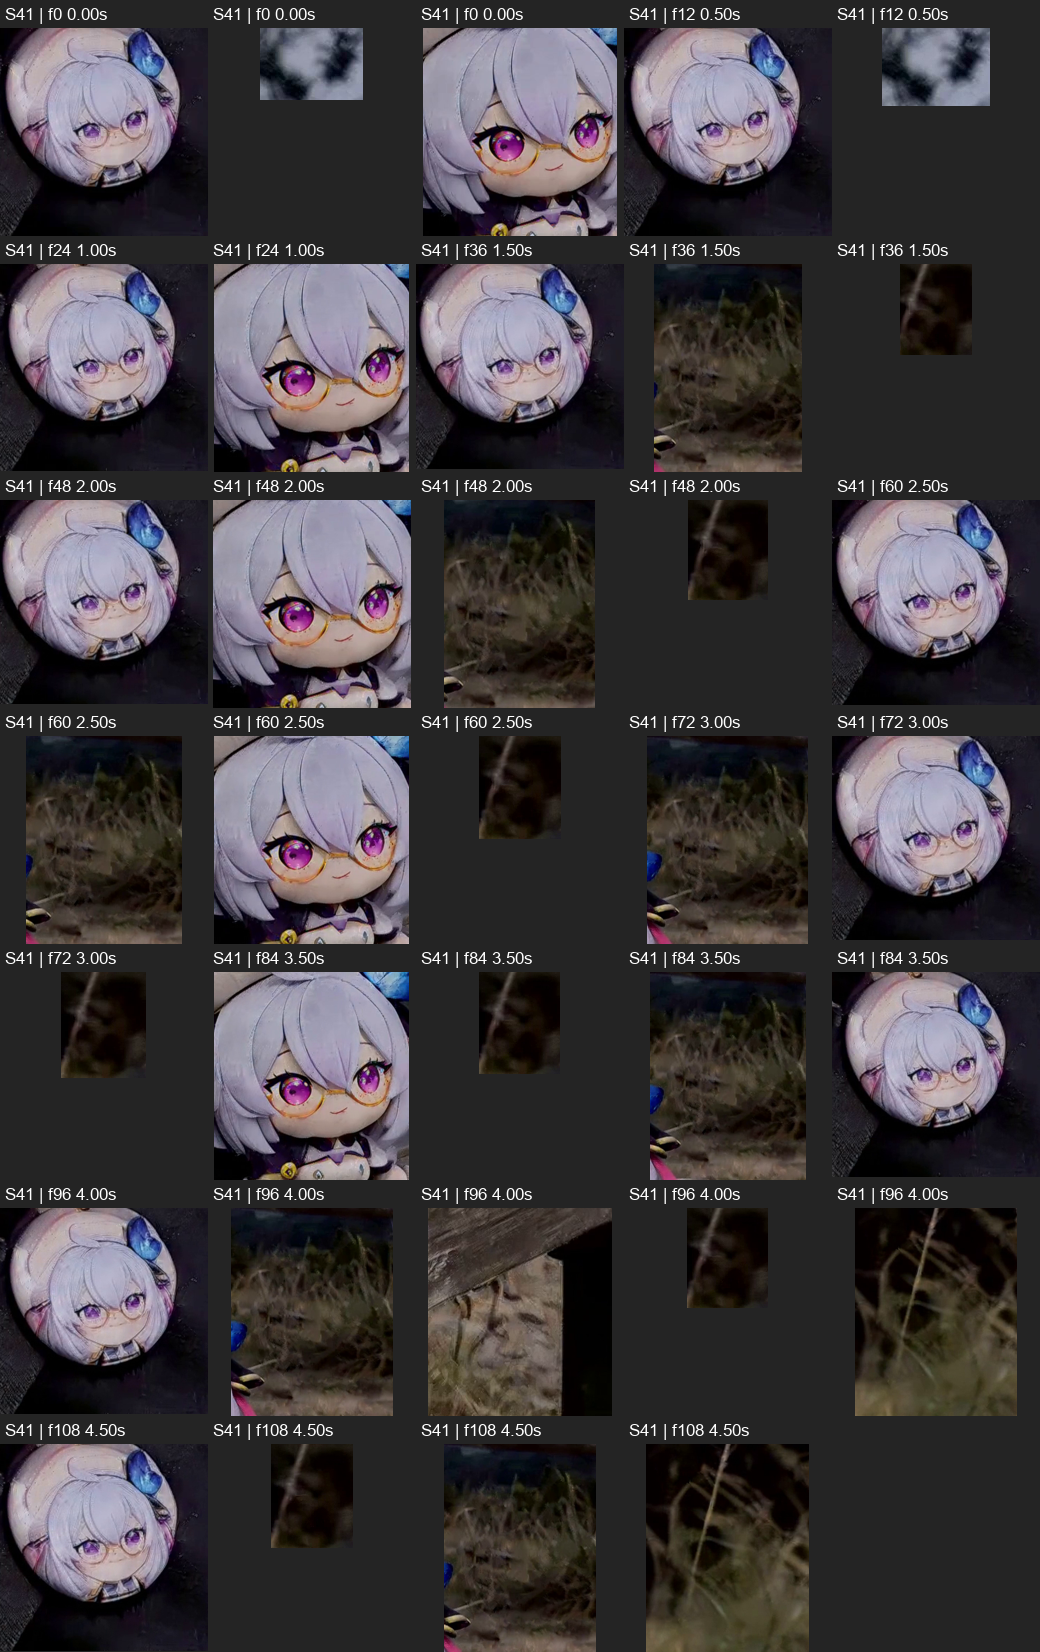 S41 | f0 0.00s S41 | f0 0.00s S41 | f0 0.00s S41 | f12 0.50s S41 | f12 0.50s
S41 | f24 1.00s S41 | f24 1.00s S41 | f36 1.50s S41 | f36 1.50s S41 | f36 1.50s
S41 | f48 2.00s S41 | f48 2.00s S41 | f48 2.00s S41 | f48 2.00s S41 | f60 2.50s
S41 | f60 2.50s S41 | f60 2.50s S41 | f60 2.50s S41 | f72 3.00s S41 | f72 3.00s
S41 | f72 3.00s S41 | f84 3.50s S41 | f84 3.50s S41 | f84 3.50s S41 | f84 3.50s
S41 | f96 4.00s S41 | f96 4.00s S41 | f96 4.00s S41 | f96 4.00s S41 | f96 4.00s
S41 | f108 4.50s S41 | f108 4.50s S41 | f108 4.50s S41 | f108 4.50s